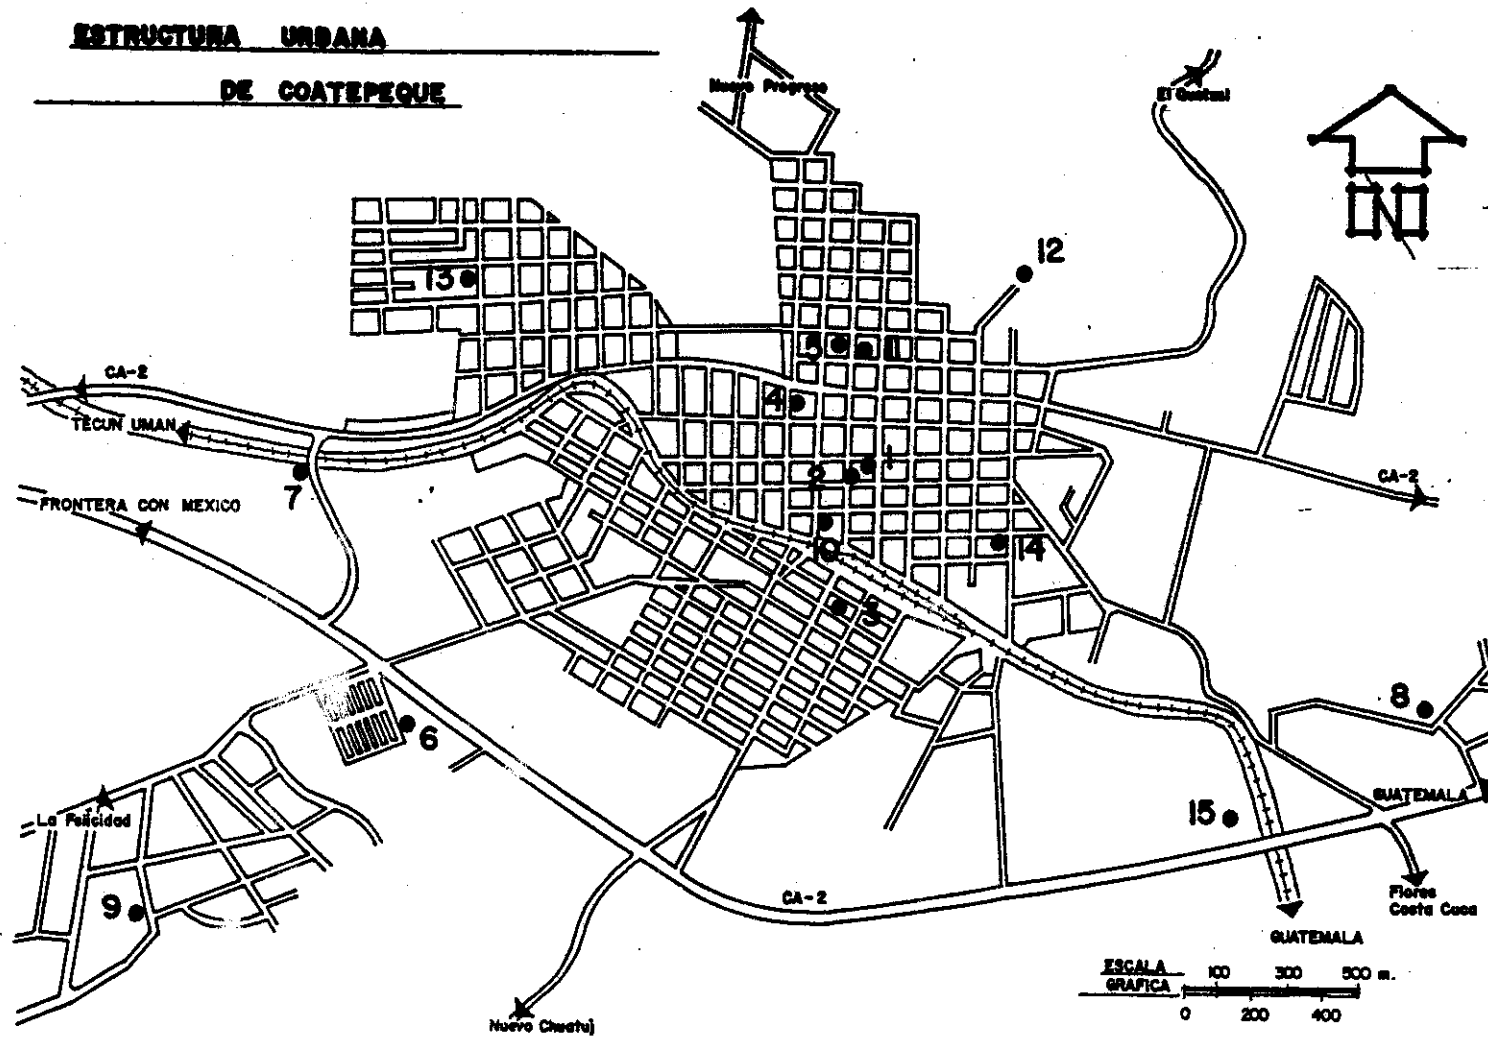 ESTRUCTURA URBANA
DE COATEPEQUE
Nuevo Progreso
El Quetzal
N
12
13
5
11
CA-2
4
TECUN UMAN
1
2
CA-2
7
FRONTERA CON MEXICO
10
14
3
8
6
GUATEMALA
La Felicidad
15
9
CA-2
Flores
Costa Cuca
GUATEMALA
ESCALA
GRAFICA
100 300 500 m.
0 200 400
Nuevo Chuatuj